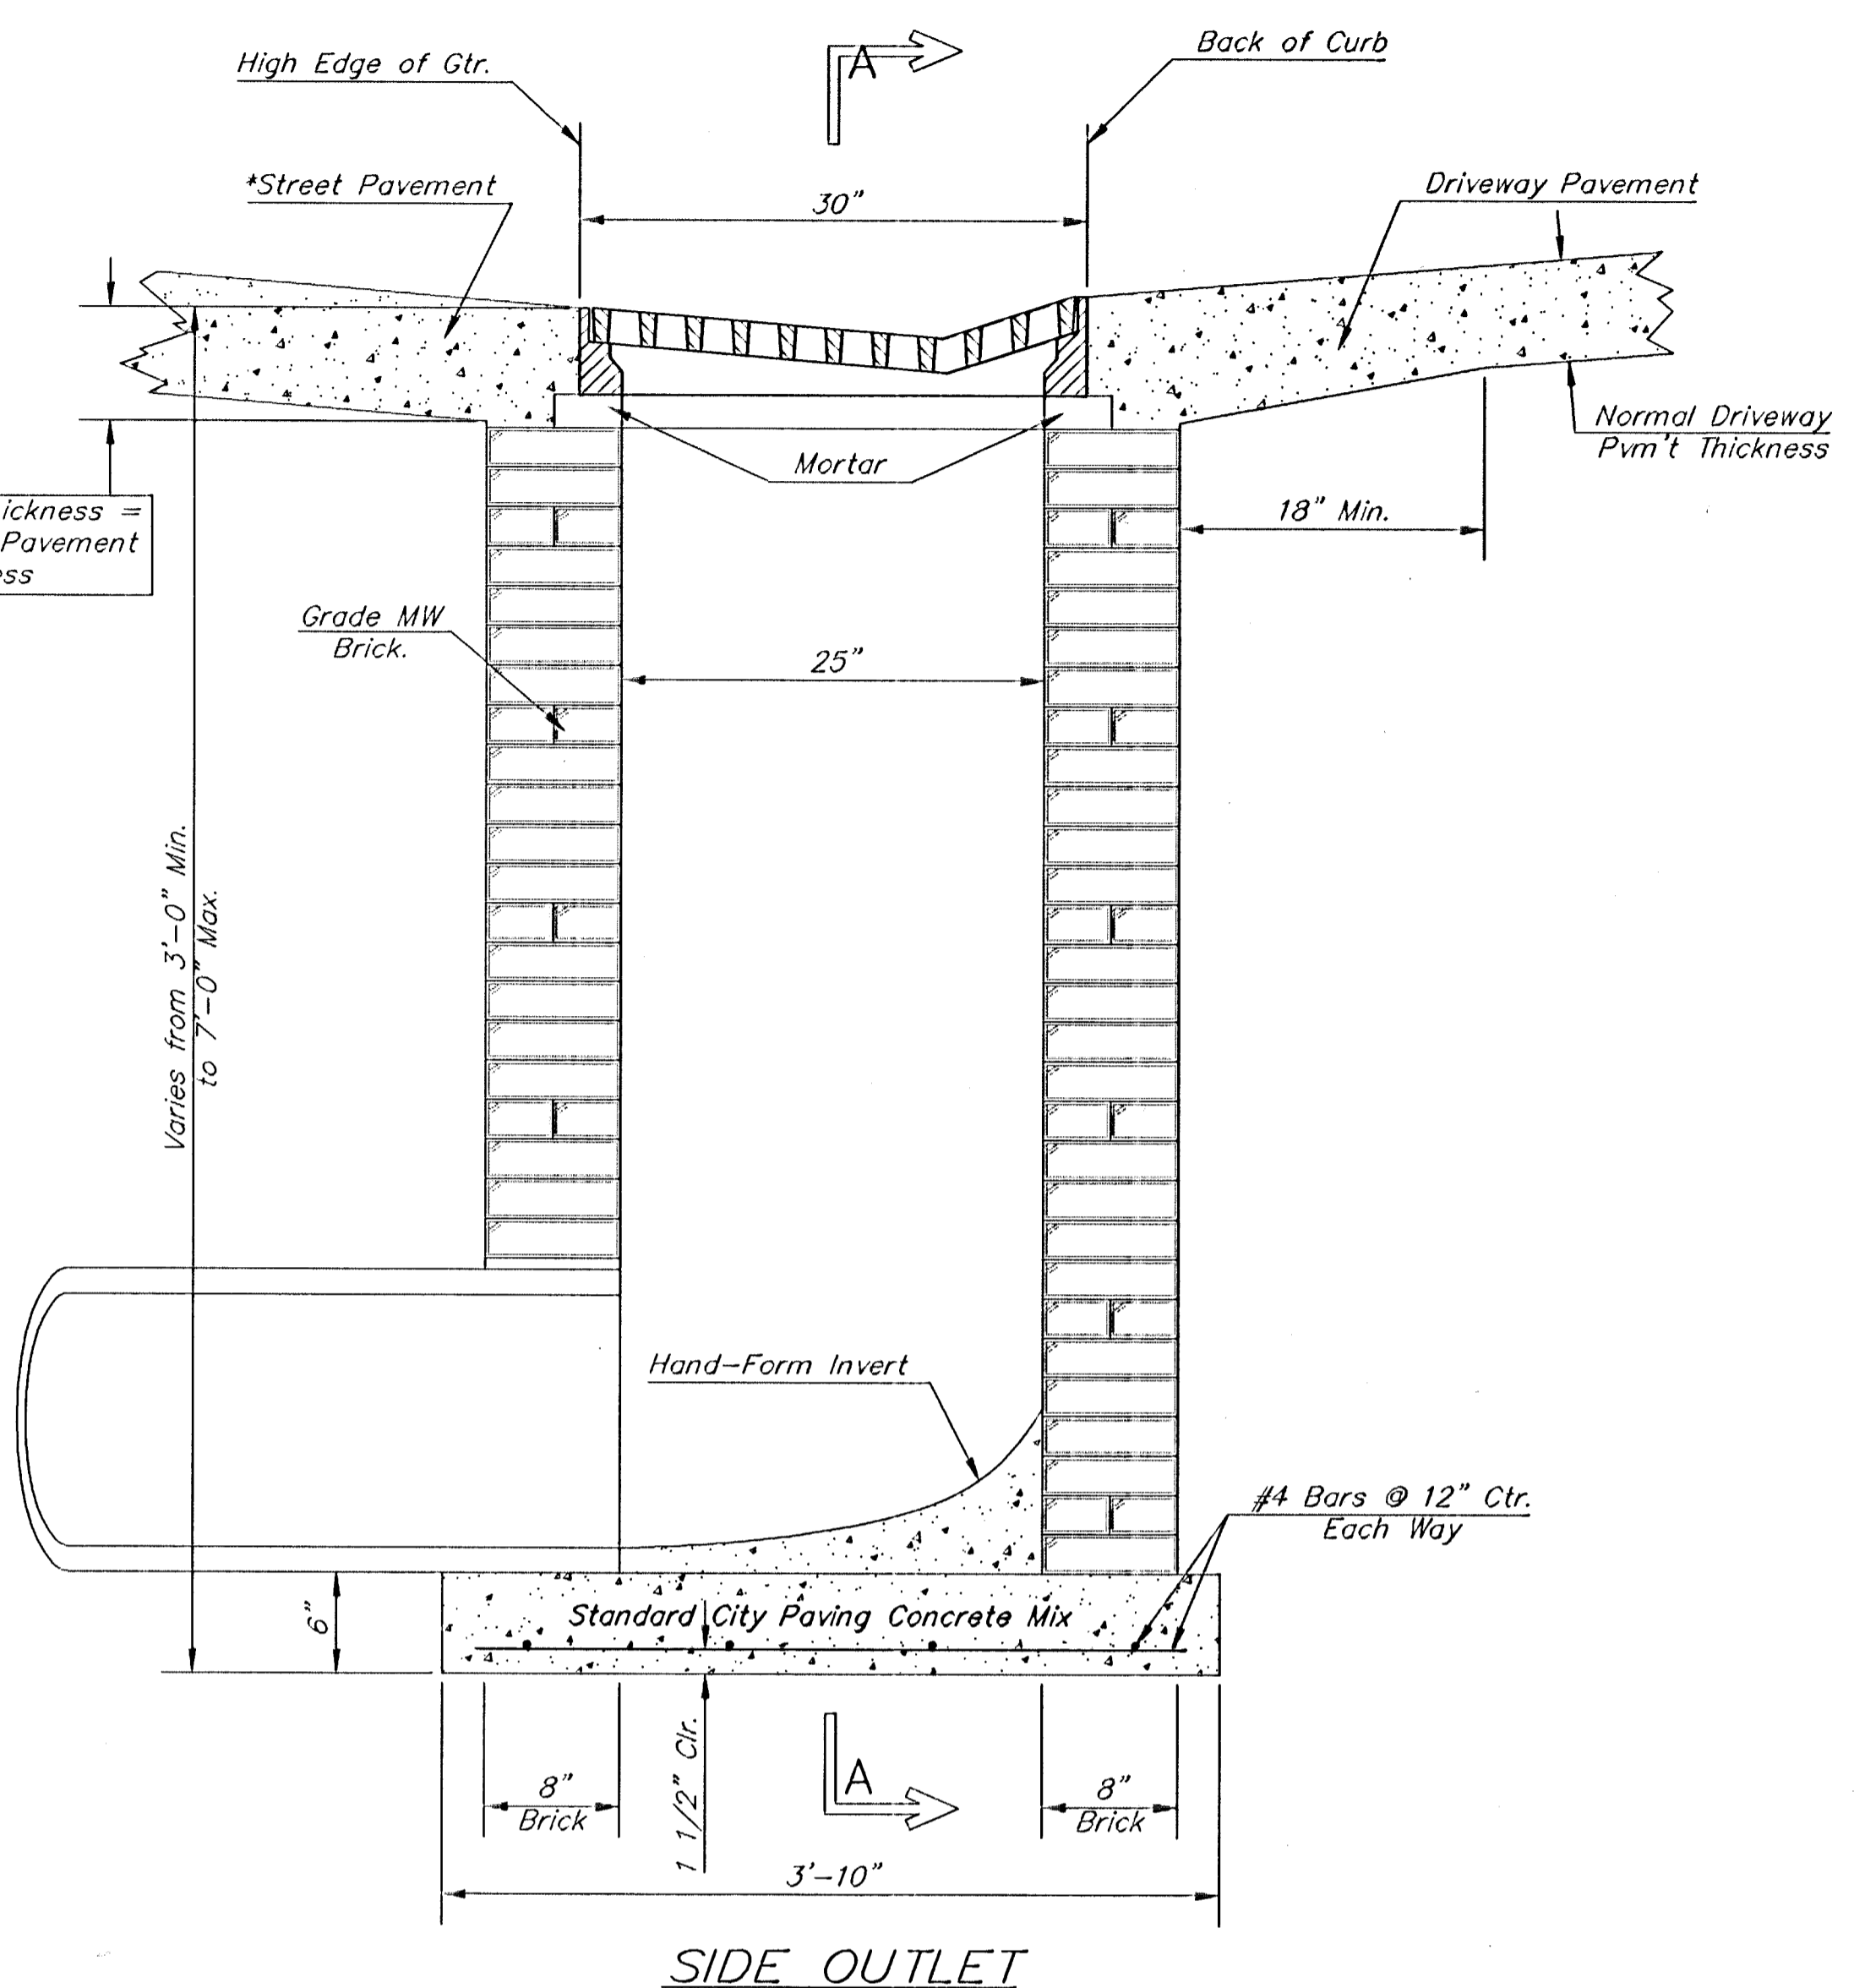 High Edge of Gtr.
A
Back of Curb
*Street Pavement
30"
Driveway Pavement
Mortar
Normal Driveway
Pvm't Thickness
18" Min.
ickness =
Pavement
ess
Grade MW
Brick.
25"
Varies from 3'-0" Min.
to 7'-0" Max.
Hand-Form Invert
#4 Bars @ 12" Ctr.
Each Way
6"
Standard City Paving Concrete Mix
8"
Brick
1 1/2" Clr.
A
8"
Brick
3'-10"
SIDE OUTLET